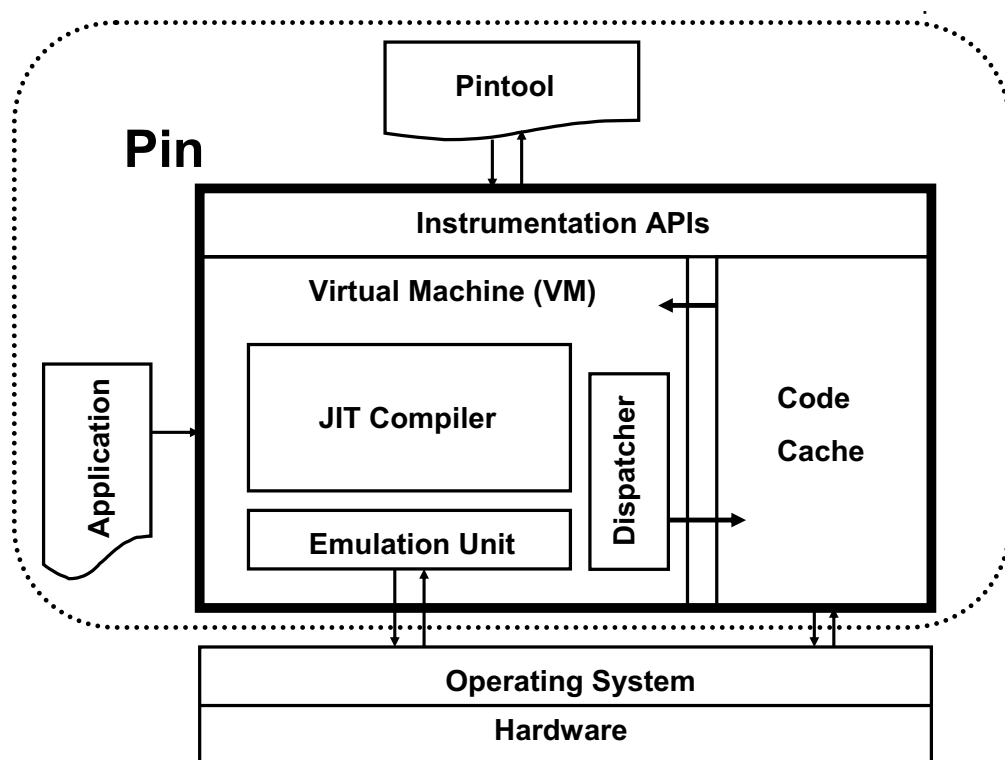 Pintool
Pin
Instrumentation APIs
Virtual Machine (VM)
Application
JIT Compiler
Dispatcher
Code
Cache
Emulation Unit
Operating System
Hardware